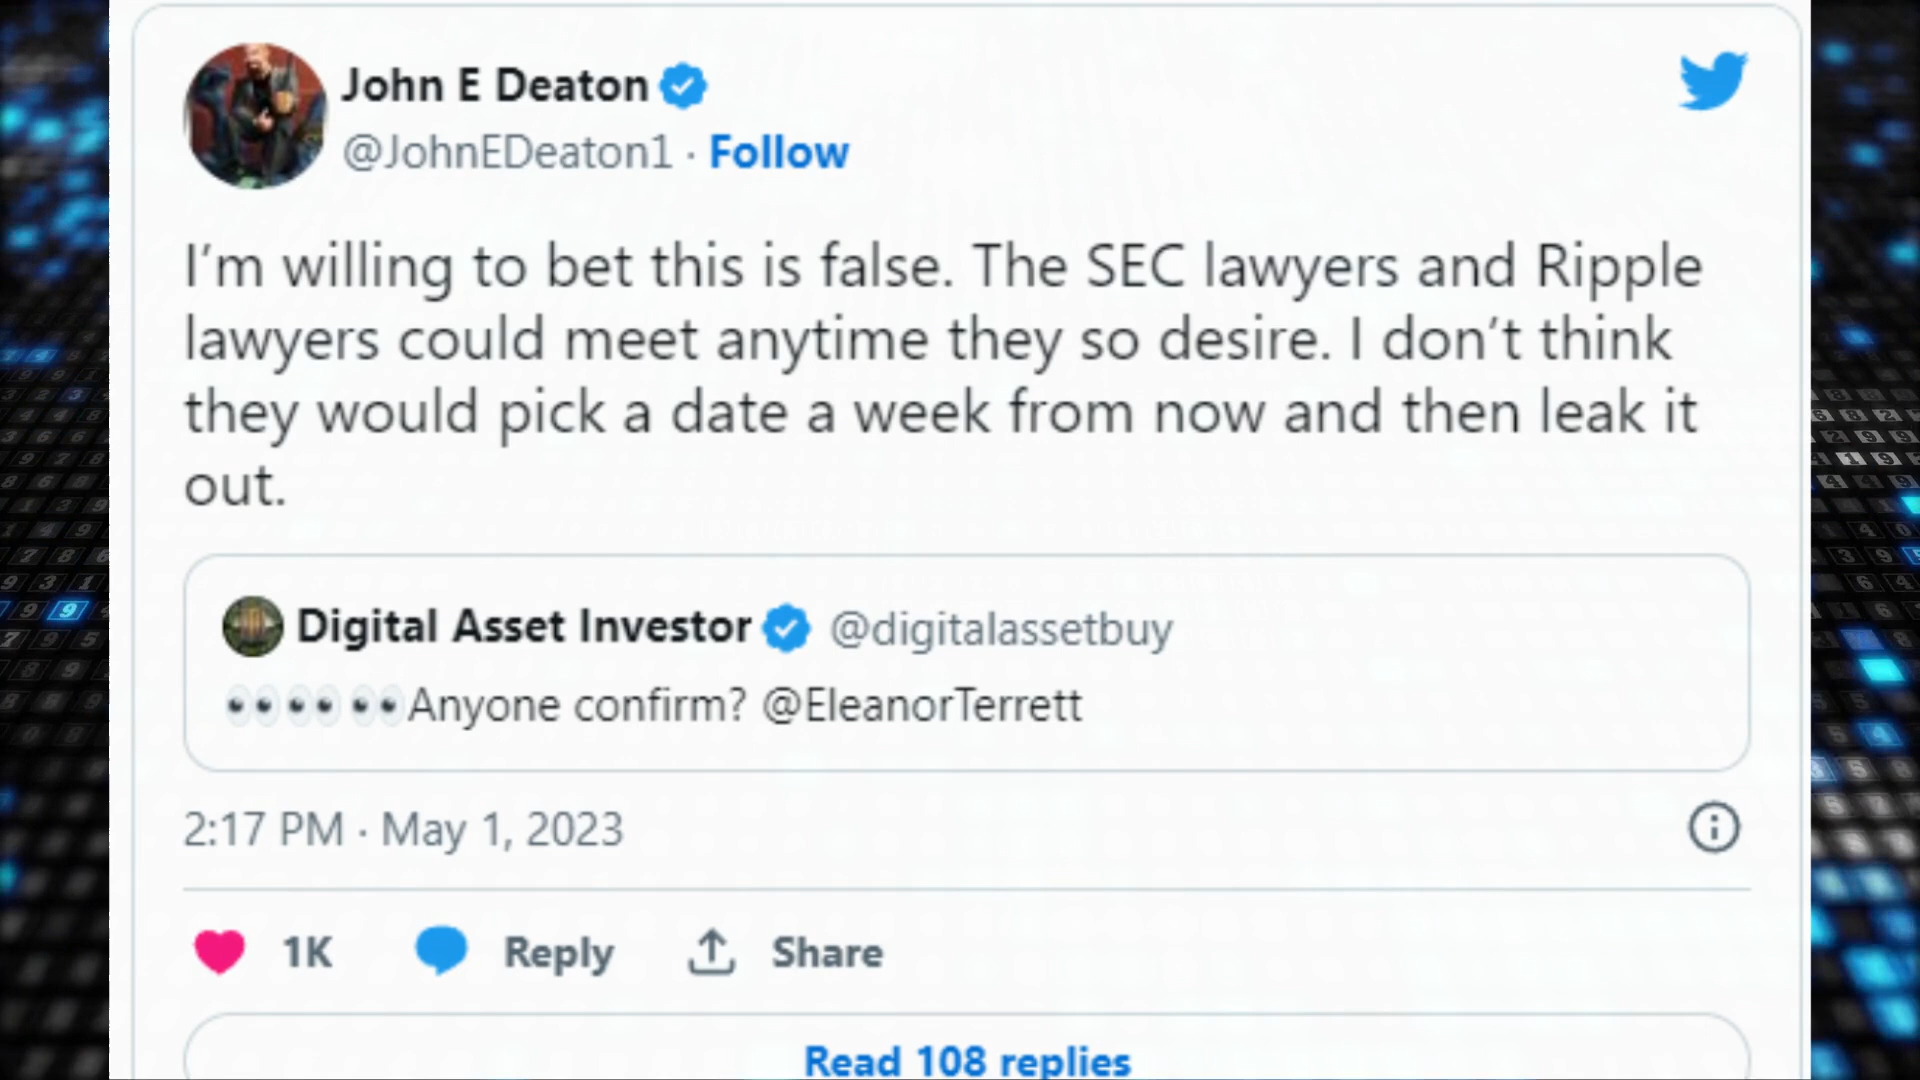 John E Deaton
@JohnEDeaton1 · Follow
I’m willing to bet this is false. The SEC lawyers and Ripple
lawyers could meet anytime they so desire. I don’t think
they would pick a date a week from now and then leak it
out.
Digital Asset Investor @digitalassetbuy
👀👀👀Anyone confirm? @EleanorTerrett
2:17 PM · May 1, 2023
1K Reply Share
Read 108 replies